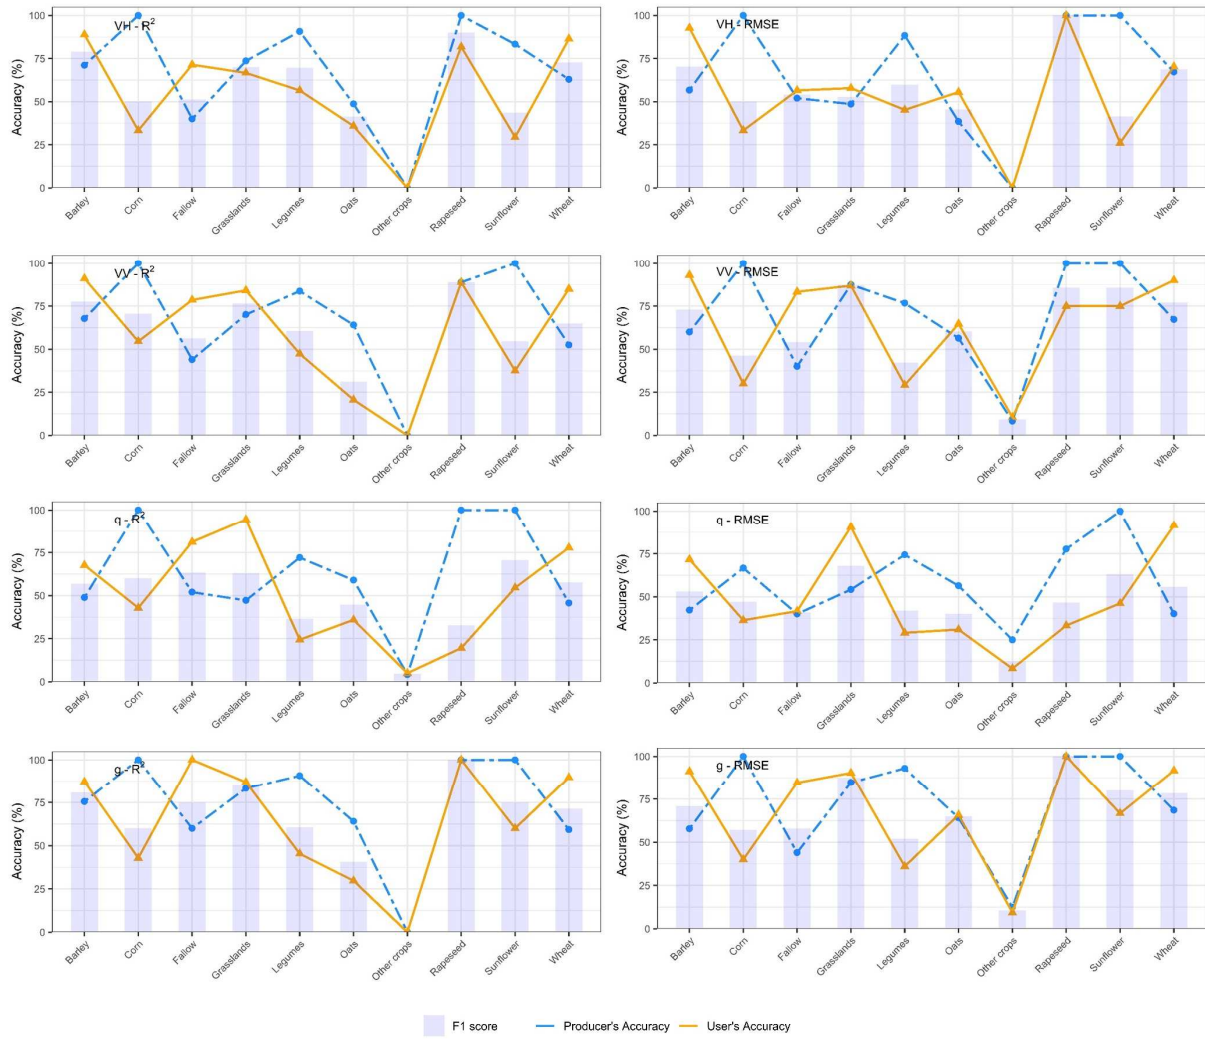 VH - R²
Accuracy (%)
100
75
50
25
0
Barley Corn Fallow Grasslands Legumes Oats Other crops Rapeseed Sunflower Wheat
VH - RMSE
Accuracy (%)
100
75
50
25
0
Barley Corn Fallow Grasslands Legumes Oats Other crops Rapeseed Sunflower Wheat
VV - R²
Accuracy (%)
100
75
50
25
0
Barley Corn Fallow Grasslands Legumes Oats Other crops Rapeseed Sunflower Wheat
VV - RMSE
Accuracy (%)
100
75
50
25
0
Barley Corn Fallow Grasslands Legumes Oats Other crops Rapeseed Sunflower Wheat
q - R²
Accuracy (%)
100
75
50
25
0
Barley Corn Fallow Grasslands Legumes Oats Other crops Rapeseed Sunflower Wheat
q - RMSE
Accuracy (%)
100
75
50
25
0
Barley Corn Fallow Grasslands Legumes Oats Other crops Rapeseed Sunflower Wheat
g - R²
Accuracy (%)
100
75
50
25
0
Barley Corn Fallow Grasslands Legumes Oats Other crops Rapeseed Sunflower Wheat
g - RMSE
Accuracy (%)
100
75
50
25
0
Barley Corn Fallow Grasslands Legumes Oats Other crops Rapeseed Sunflower Wheat
F1 score Producer's Accuracy User's Accuracy